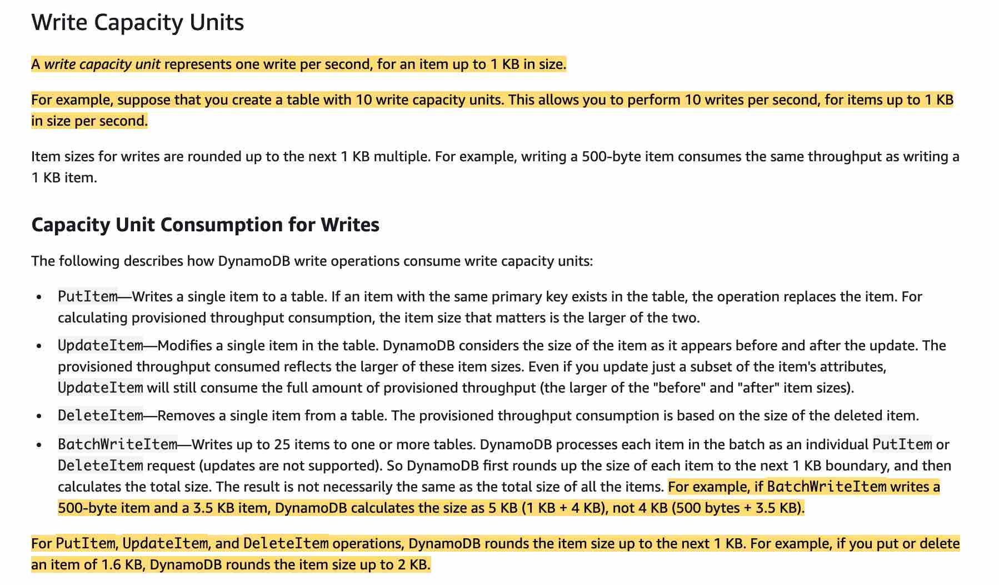 Write Capacity Units
A write capacity unit represents one write per second, for an item up to 1 KB in size.
For example, suppose that you create a table with 10 write capacity units. This allows you to perform 10 writes per second, for items up to 1 KB
in size per second.
Item sizes for writes are rounded up to the next 1 KB multiple. For example, writing a 500-byte item consumes the same throughput as writing a
1 KB item.
Capacity Unit Consumption for Writes
The following describes how DynamoDB write operations consume write capacity units:
• PutItem—Writes a single item to a table. If an item with the same primary key exists in the table, the operation replaces the item. For
calculating provisioned throughput consumption, the item size that matters is the larger of the two.
• UpdateItem—Modifies a single item in the table. DynamoDB considers the size of the item as it appears before and after the update. The
provisioned throughput consumed reflects the larger of these item sizes. Even if you update just a subset of the item's attributes,
UpdateItem will still consume the full amount of provisioned throughput (the larger of the "before" and "after" item sizes).
• DeleteItem—Removes a single item from a table. The provisioned throughput consumption is based on the size of the deleted item.
• BatchWriteItem—Writes up to 25 items to one or more tables. DynamoDB processes each item in the batch as an individual PutItem or
DeleteItem request (updates are not supported). So DynamoDB first rounds up the size of each item to the next 1 KB boundary, and then
calculates the total size. The result is not necessarily the same as the total size of all the items. For example, if BatchWriteItem writes a
500-byte item and a 3.5 KB item, DynamoDB calculates the size as 5 KB (1 KB + 4 KB), not 4 KB (500 bytes + 3.5 KB).
For PutItem, UpdateItem, and DeleteItem operations, DynamoDB rounds the item size up to the next 1 KB. For example, if you put or delete
an item of 1.6 KB, DynamoDB rounds the item size up to 2 KB.